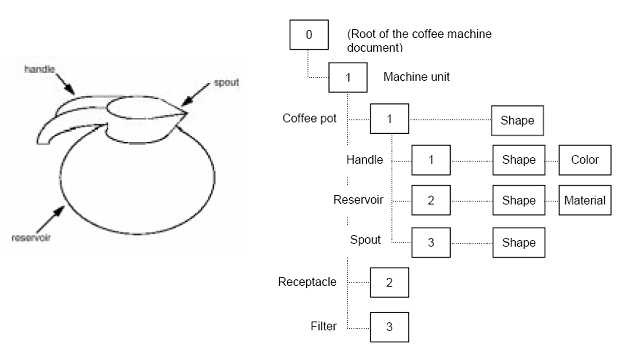 handle
spout
reservoir
0 (Root of the coffee machine
document)
1 Machine unit
Coffee pot 1 Shape
Handle 1 Shape Color
Reservoir 2 Shape Material
Spout 3 Shape
Receptacle 2
Filter 3